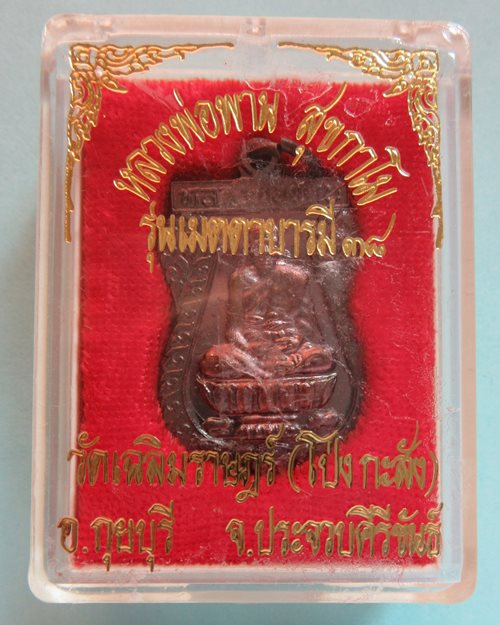 หลวงพ่อพาน สุขกาโม
รุ่นเมตตาบารมี ๓๘
วัดเฉลิมราษฎร์ (โป่งกะสัง)
อ.กุยบุรี จ.ประจวบคีรีขันธ์